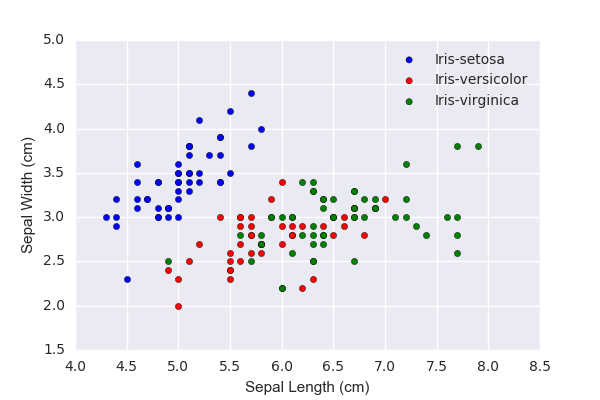 5.0
4.5
4.0
3.5
3.0
2.5
2.0
1.5
Sepal Width (cm)
Iris-setosa
Iris-versicolor
Iris-virginica
4.0 4.5 5.0 5.5 6.0 6.5 7.0 7.5 8.0 8.5
Sepal Length (cm)